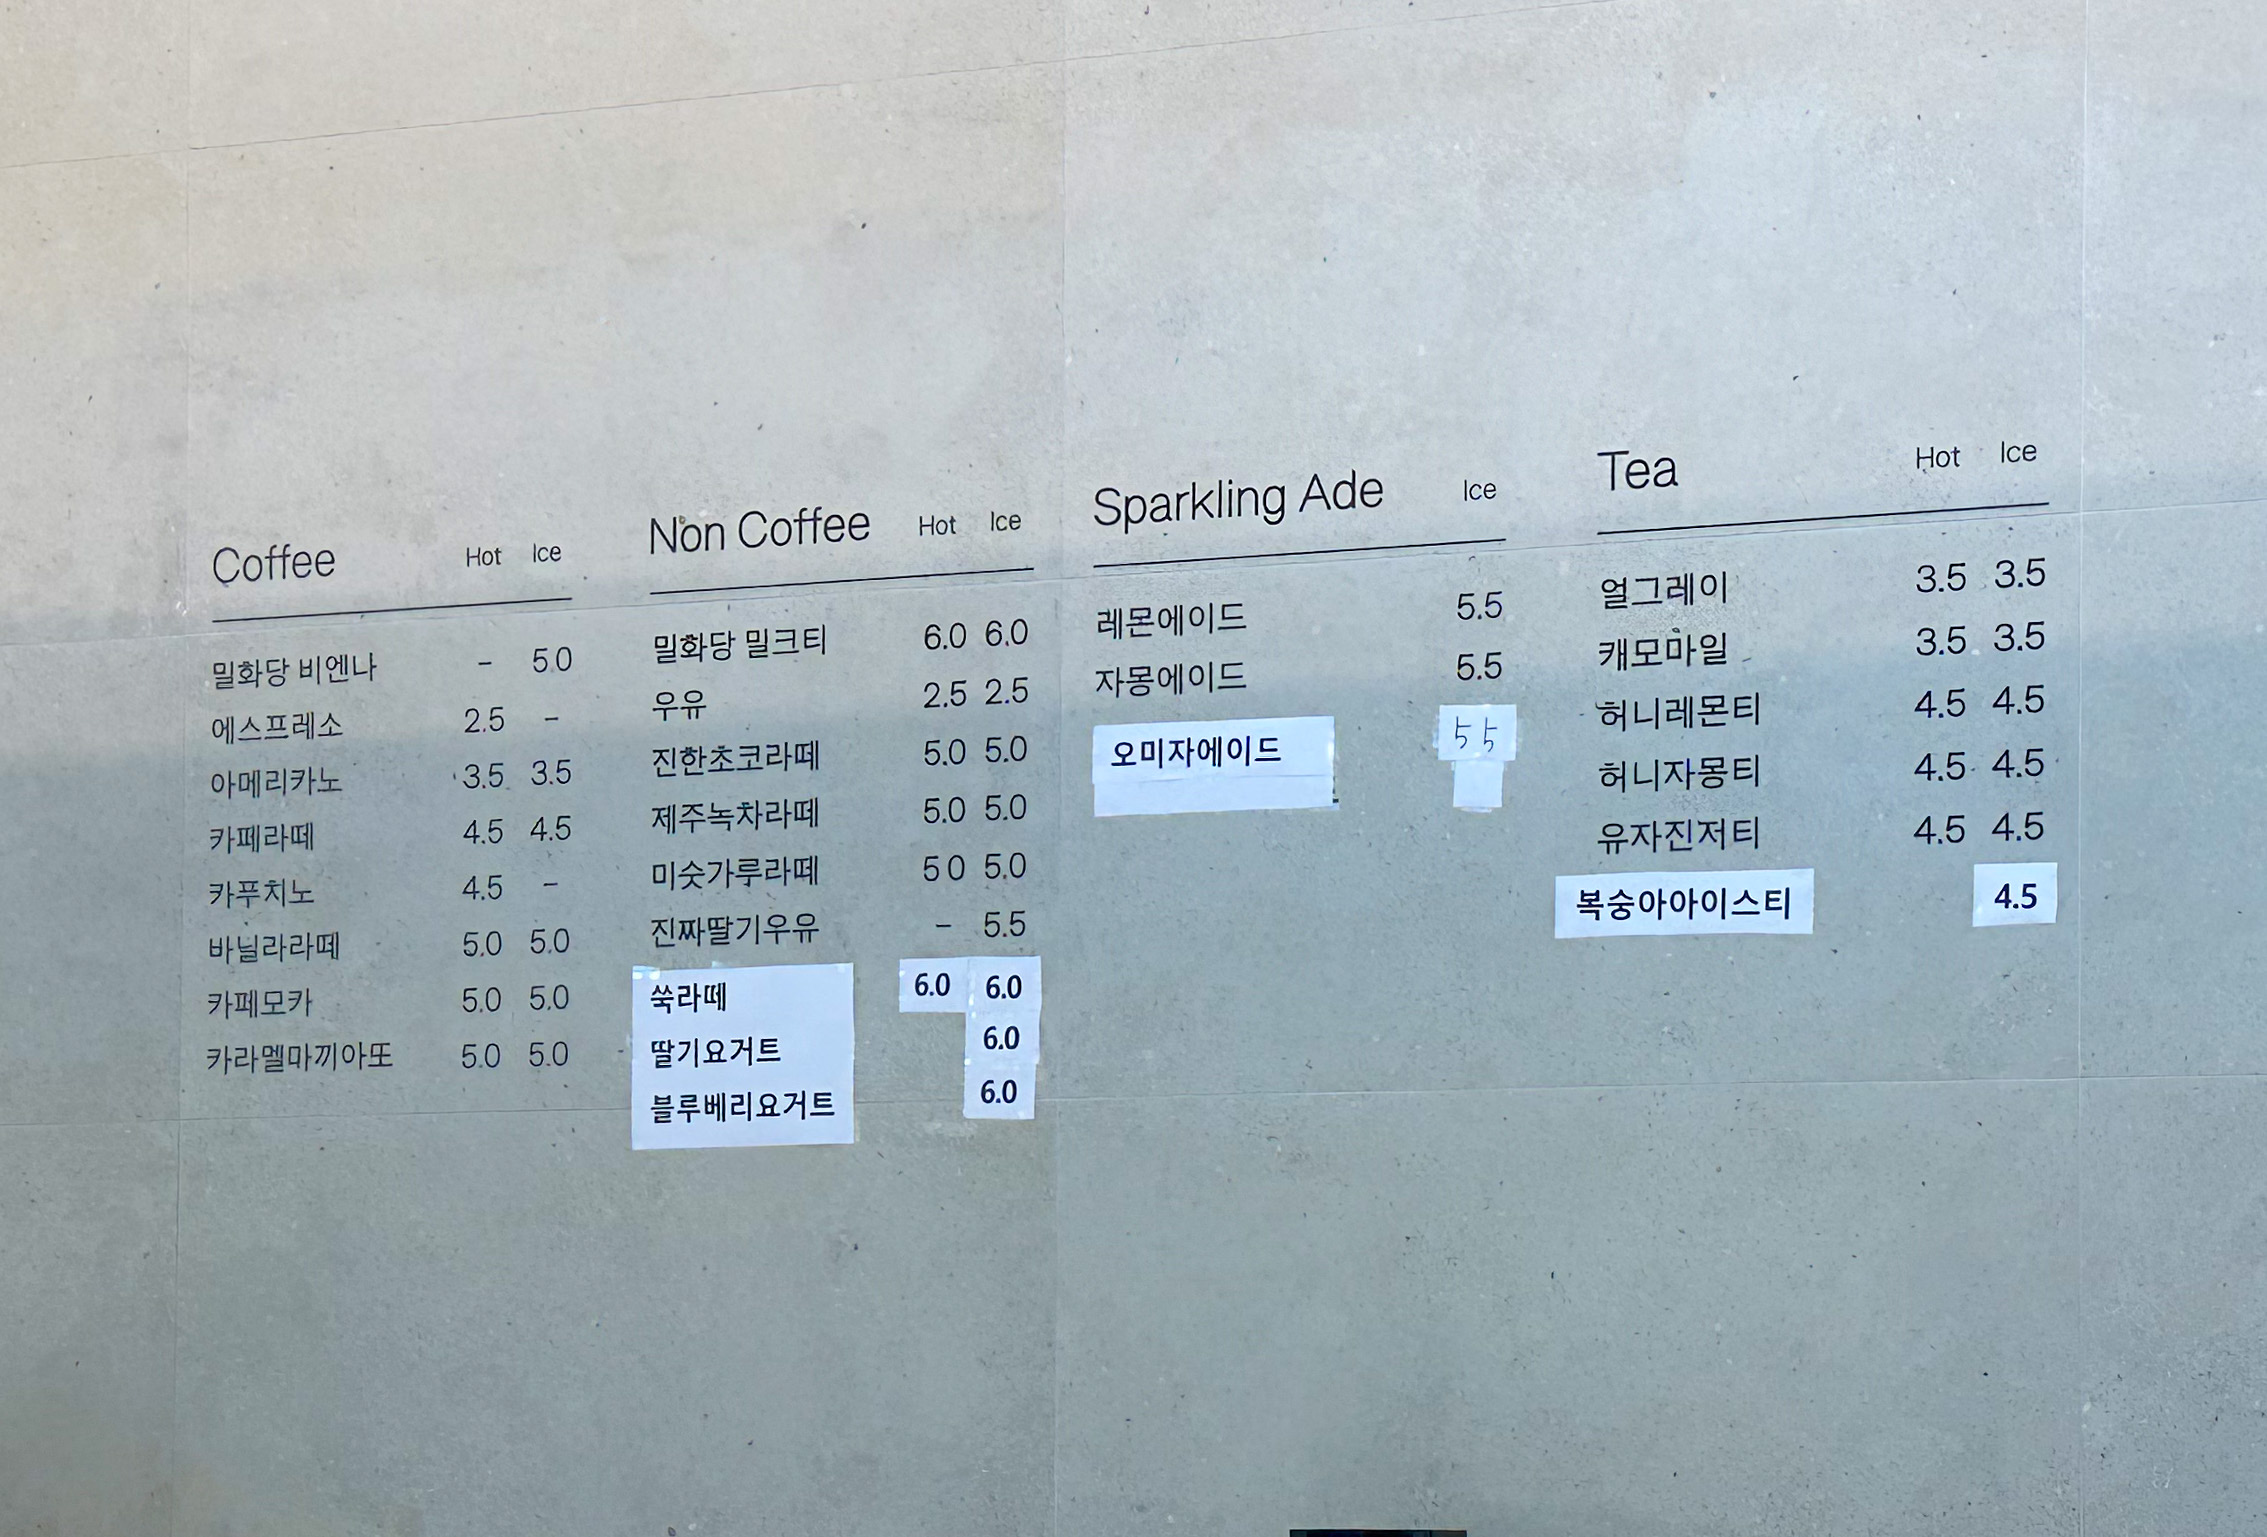 Coffee Hot Ice
밀화당 비엔나 - 5.0
에스프레소 2.5 -
아메리카노 3.5 3.5
카페라떼 4.5 4.5
카푸치노 4.5 -
바닐라라떼 5.0 5.0
카페모카 5.0 5.0
카라멜마끼아또 5.0 5.0
Non Coffee Hot Ice
밀화당 밀크티 6.0 6.0
우유 2.5 2.5
진한초코라떼 5.0 5.0
제주녹차라떼 5.0 5.0
미숫가루라떼 5 0 5.0
진짜딸기우유 - 5.5
쑥라떼 6.0 6.0
딸기요거트 6.0
블루베리요거트 6.0
Sparkling Ade Ice
레몬에이드 5.5
자몽에이드 5.5
오미자에이드 5 5
Tea Hot Ice
얼그레이 3.5 3.5
캐모마일 3.5 3.5
허니레몬티 4.5 4.5
허니자몽티 4.5 4.5
유자진저티 4.5 4.5
복숭아아이스티 4.5